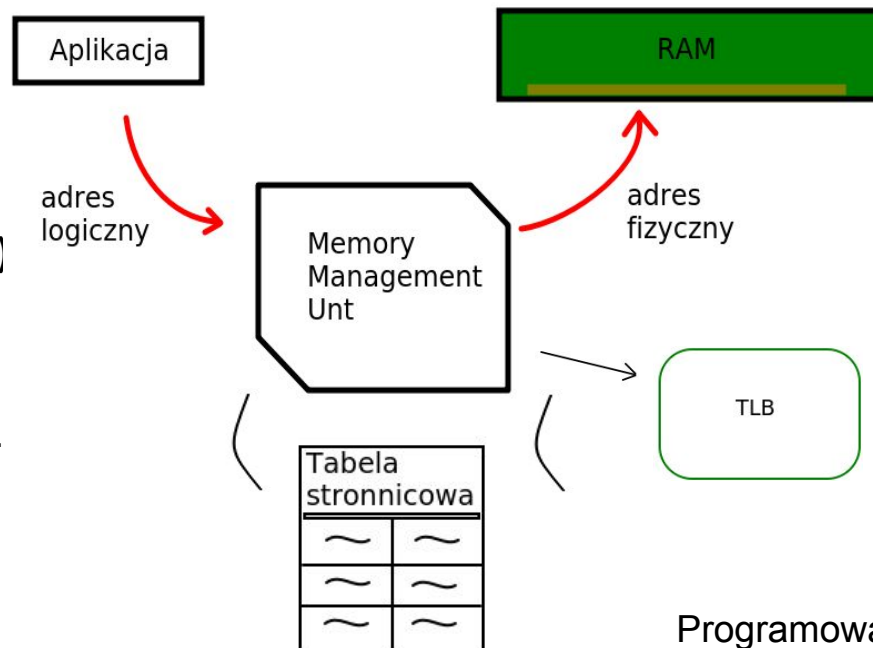 Aplikacja
RAM
adres
logiczny
adres
fizyczny
Memory
Management
Unt
TLB
Tabela
stronnicowa